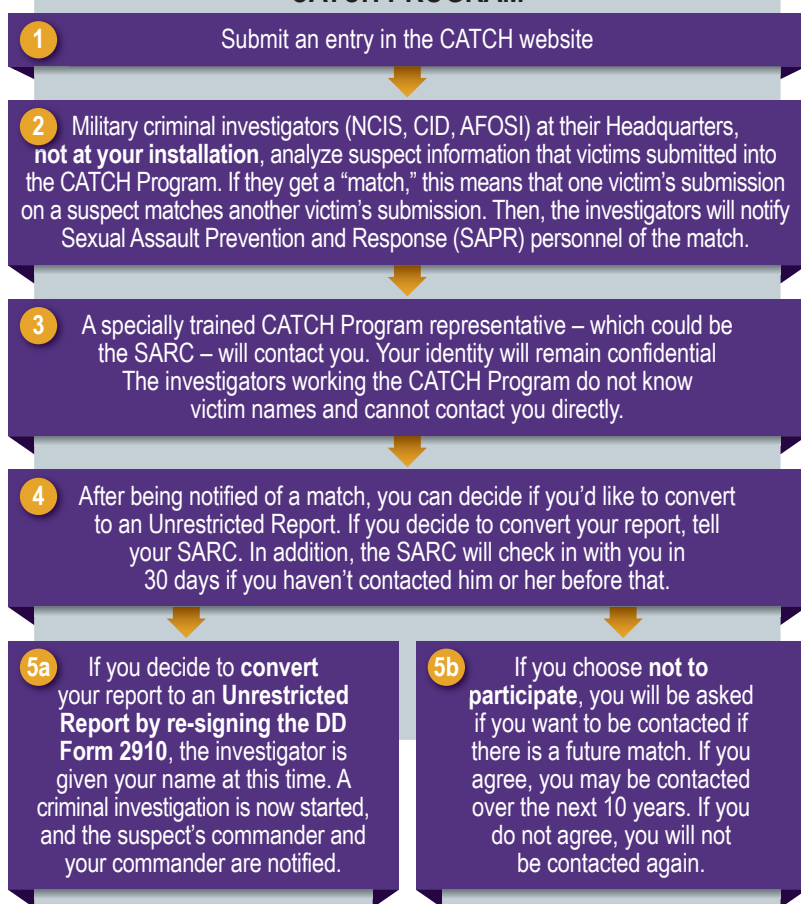 CATCH PROGRAM
1 Submit an entry in the CATCH website
2 Military criminal investigators (NCIS, CID, AFOSI) at their Headquarters,
not at your installation, analyze suspect information that victims submitted into
the CATCH Program. If they get a “match,” this means that one victim’s submission
on a suspect matches another victim’s submission. Then, the investigators will notify
Sexual Assault Prevention and Response (SAPR) personnel of the match.
3 A specially trained CATCH Program representative – which could be
the SARC – will contact you. Your identity will remain confidential
The investigators working the CATCH Program do not know
victim names and cannot contact you directly.
4 After being notified of a match, you can decide if you’d like to convert
to an Unrestricted Report. If you decide to convert your report, tell
your SARC. In addition, the SARC will check in with you in
30 days if you haven’t contacted him or her before that.
5a If you decide to convert
your report to an Unrestricted
Report by re-signing the DD
Form 2910, the investigator is
given your name at this time. A
criminal investigation is now started,
and the suspect’s commander and
your commander are notified.
5b If you choose not to
participate, you will be asked
if you want to be contacted if
there is a future match. If you
agree, you may be contacted
over the next 10 years. If you
do not agree, you will not
be contacted again.